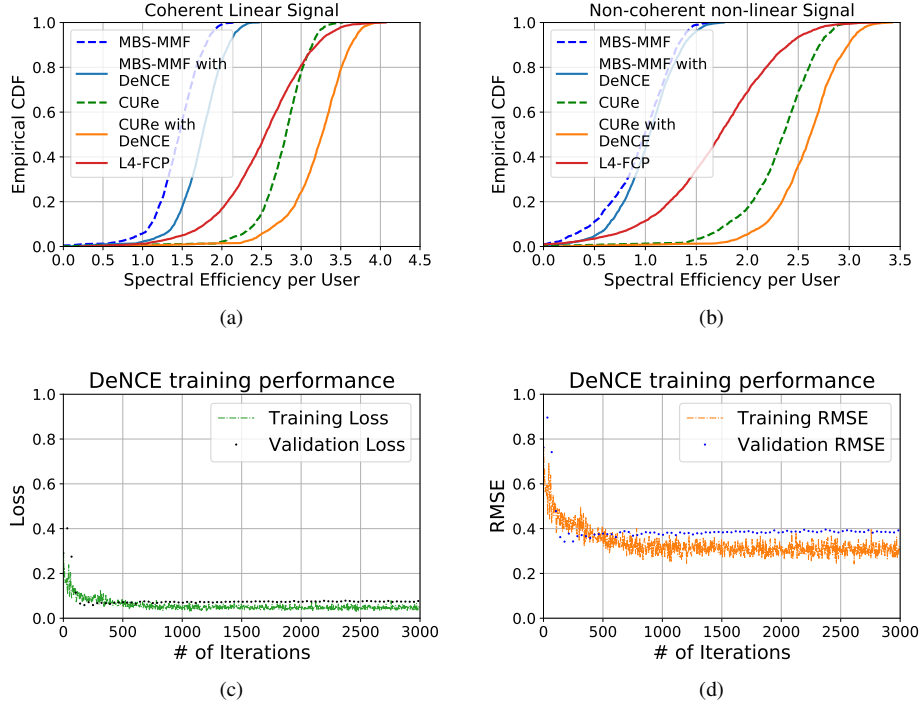 Coherent Linear Signal
Empirical CDF
1.0
0.8
0.6
0.4
0.2
0.0
MBS-MMF
MBS-MMF with
DeNCE
CURe
CURe with
DeNCE
L4-FCP
0.0 0.5 1.0 1.5 2.0 2.5 3.0 3.5 4.0 4.5
Spectral Efficiency per User
(a)
Non-coherent non-linear Signal
Empirical CDF
1.0
0.8
0.6
0.4
0.2
0.0
MBS-MMF
MBS-MMF with
DeNCE
CURe
CURe with
DeNCE
L4-FCP
0.0 0.5 1.0 1.5 2.0 2.5 3.0 3.5
Spectral Efficiency per User
(b)
DeNCE training performance
Loss
1.0
0.8
0.6
0.4
0.2
0.0
Training Loss
Validation Loss
0 500 1000 1500 2000 2500 3000
# of Iterations
(c)
DeNCE training performance
RMSE
1.0
0.8
0.6
0.4
0.2
0.0
Training RMSE
Validation RMSE
0 500 1000 1500 2000 2500 3000
# of Iterations
(d)